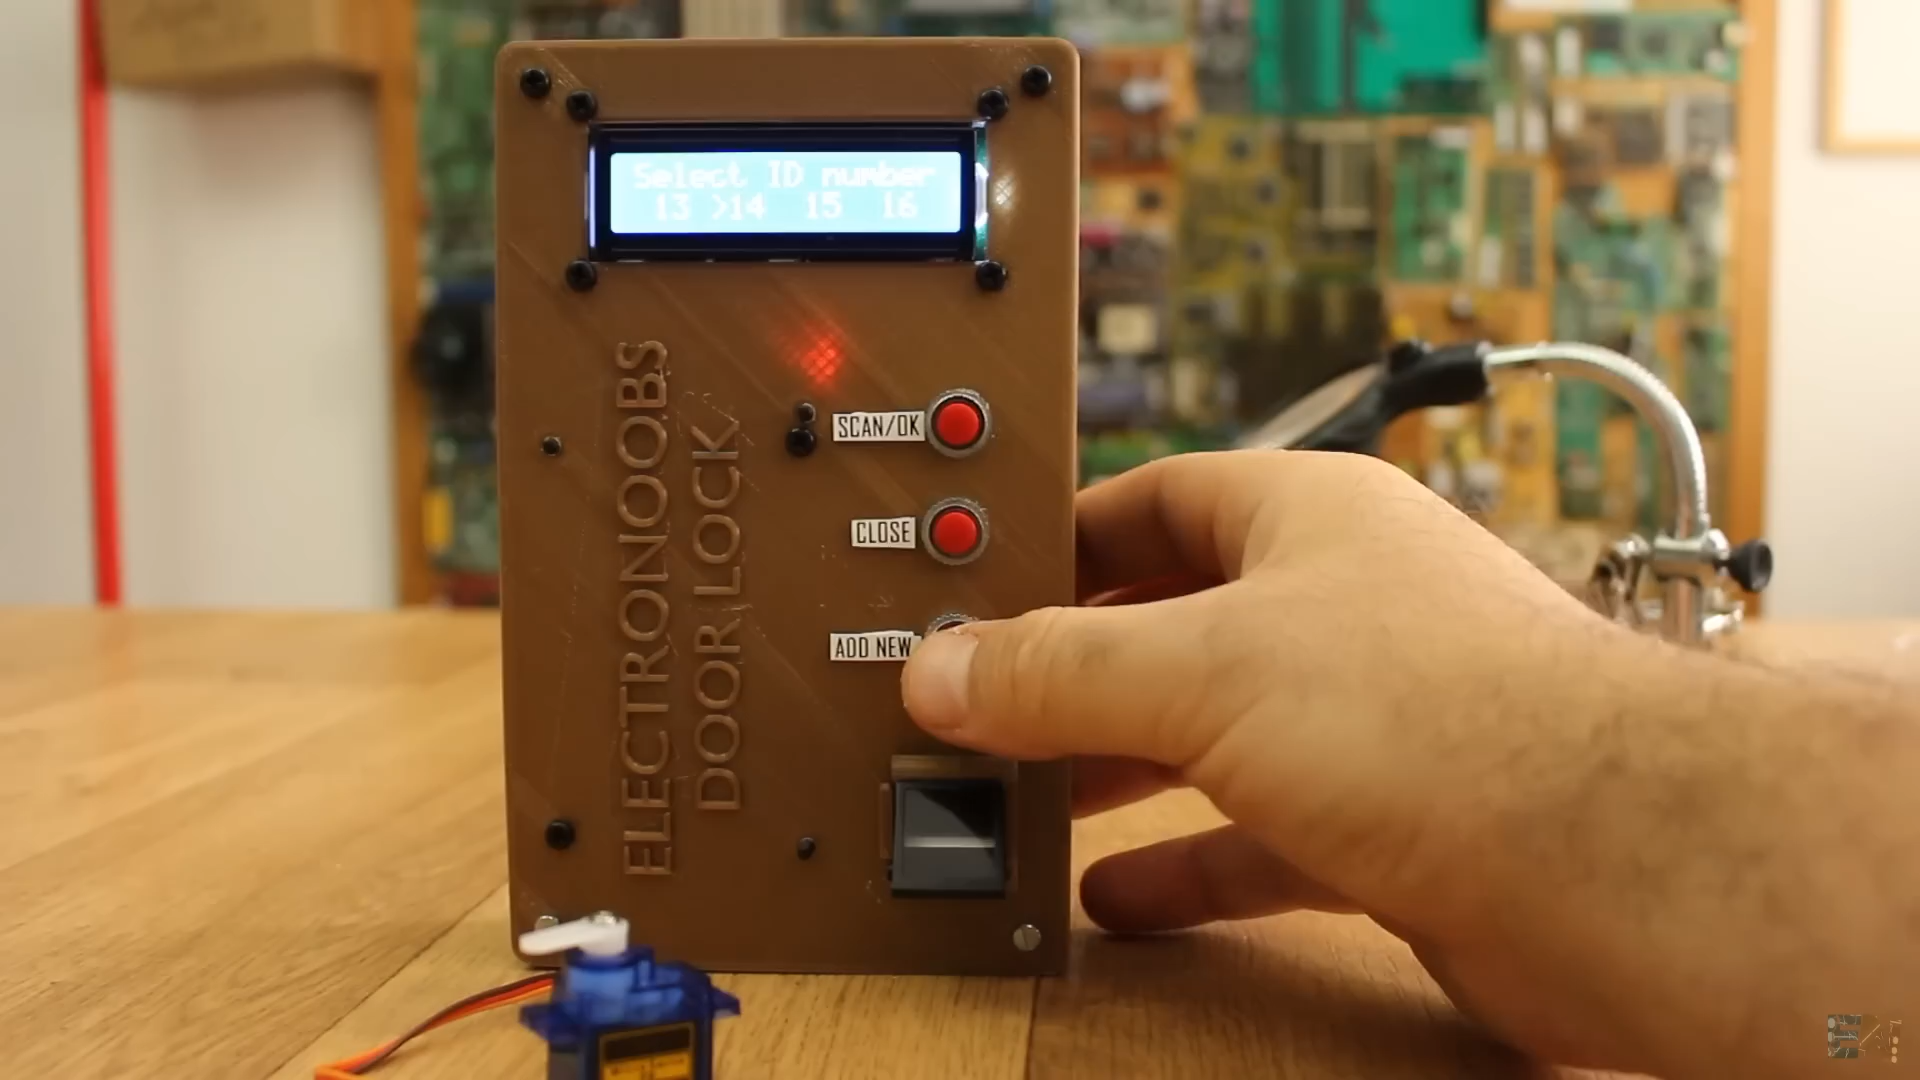 Select ID number
13 >14 15 16
SCAN/OK
CLOSE
ADD NEW
ELECTRONOOBS
DOOR LOCK